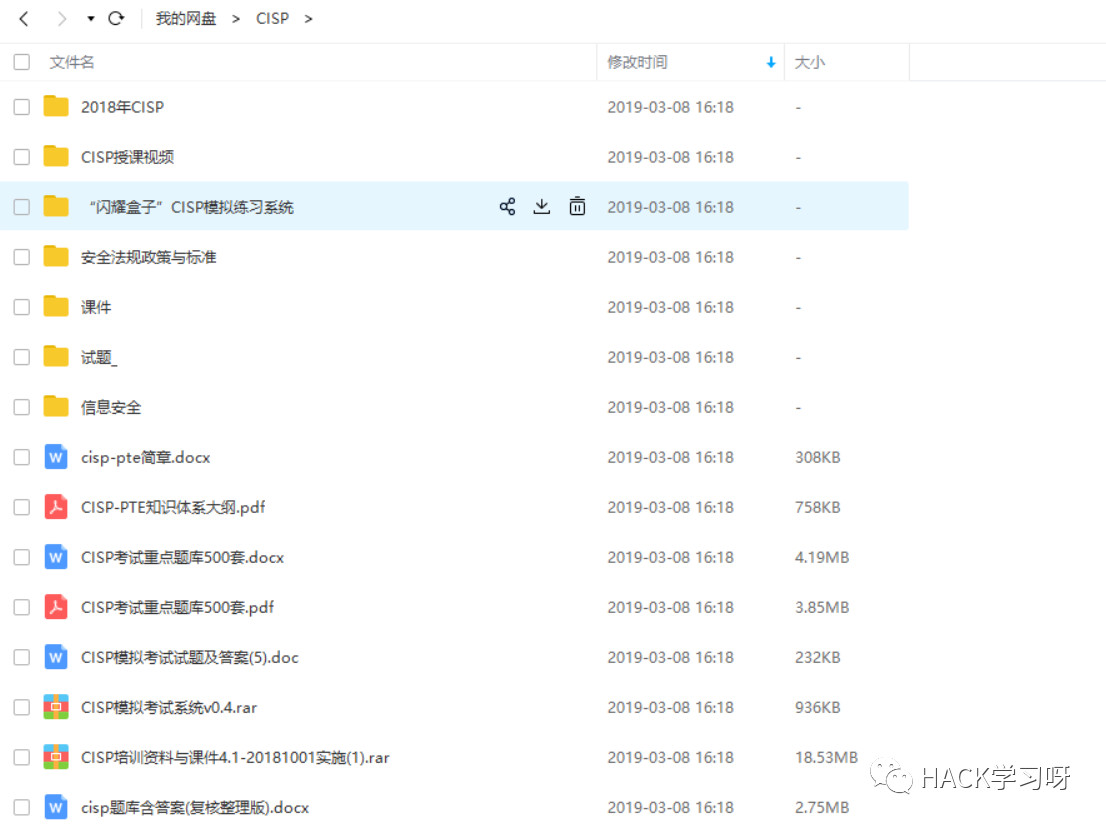 我的网盘 > CISP >
文件名 修改时间 大小
2018年CISP 2019-03-08 16:18 -
CISP授课视频 2019-03-08 16:18 -
“闪耀盒子”CISP模拟练习系统 2019-03-08 16:18 -
安全法规政策与标准 2019-03-08 16:18 -
课件 2019-03-08 16:18 -
试题_ 2019-03-08 16:18 -
信息安全 2019-03-08 16:18 -
cisp-pte简章.docx 2019-03-08 16:18 308KB
CISP-PTE知识体系大纲.pdf 2019-03-08 16:18 758KB
CISP考试重点题库500套.docx 2019-03-08 16:18 4.19MB
CISP考试重点题库500套.pdf 2019-03-08 16:18 3.85MB
CISP模拟考试试题及答案(5).doc 2019-03-08 16:18 232KB
CISP模拟考试系统v0.4.rar 2019-03-08 16:18 936KB
CISP培训资料与课件4.1-20181001实施(1).rar 2019-03-08 16:18 18.53MB
HACK学习呀
cisp题库含答案(复核整理版).docx 2019-03-08 16:18 2.75MB